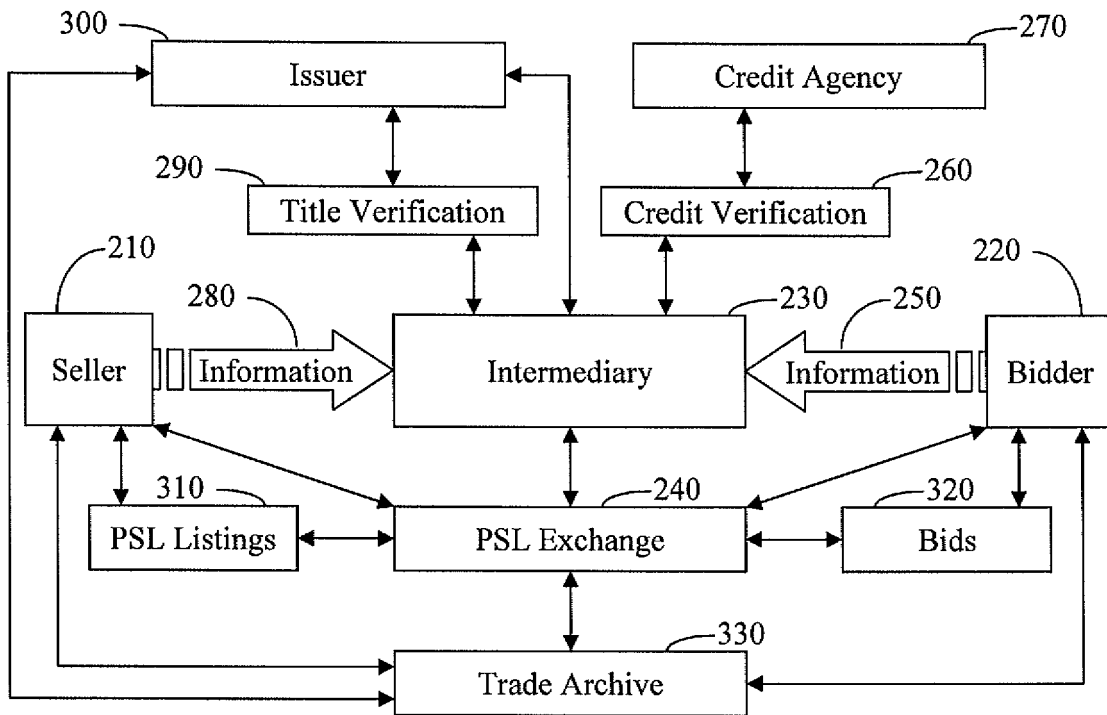 300
270
Issuer
Credit Agency
290
260
Title Verification
Credit Verification
210
220
280
230
250
Seller
Information
Intermediary
Information
Bidder
310
240
320
PSL Listings
PSL Exchange
Bids
330
Trade Archive